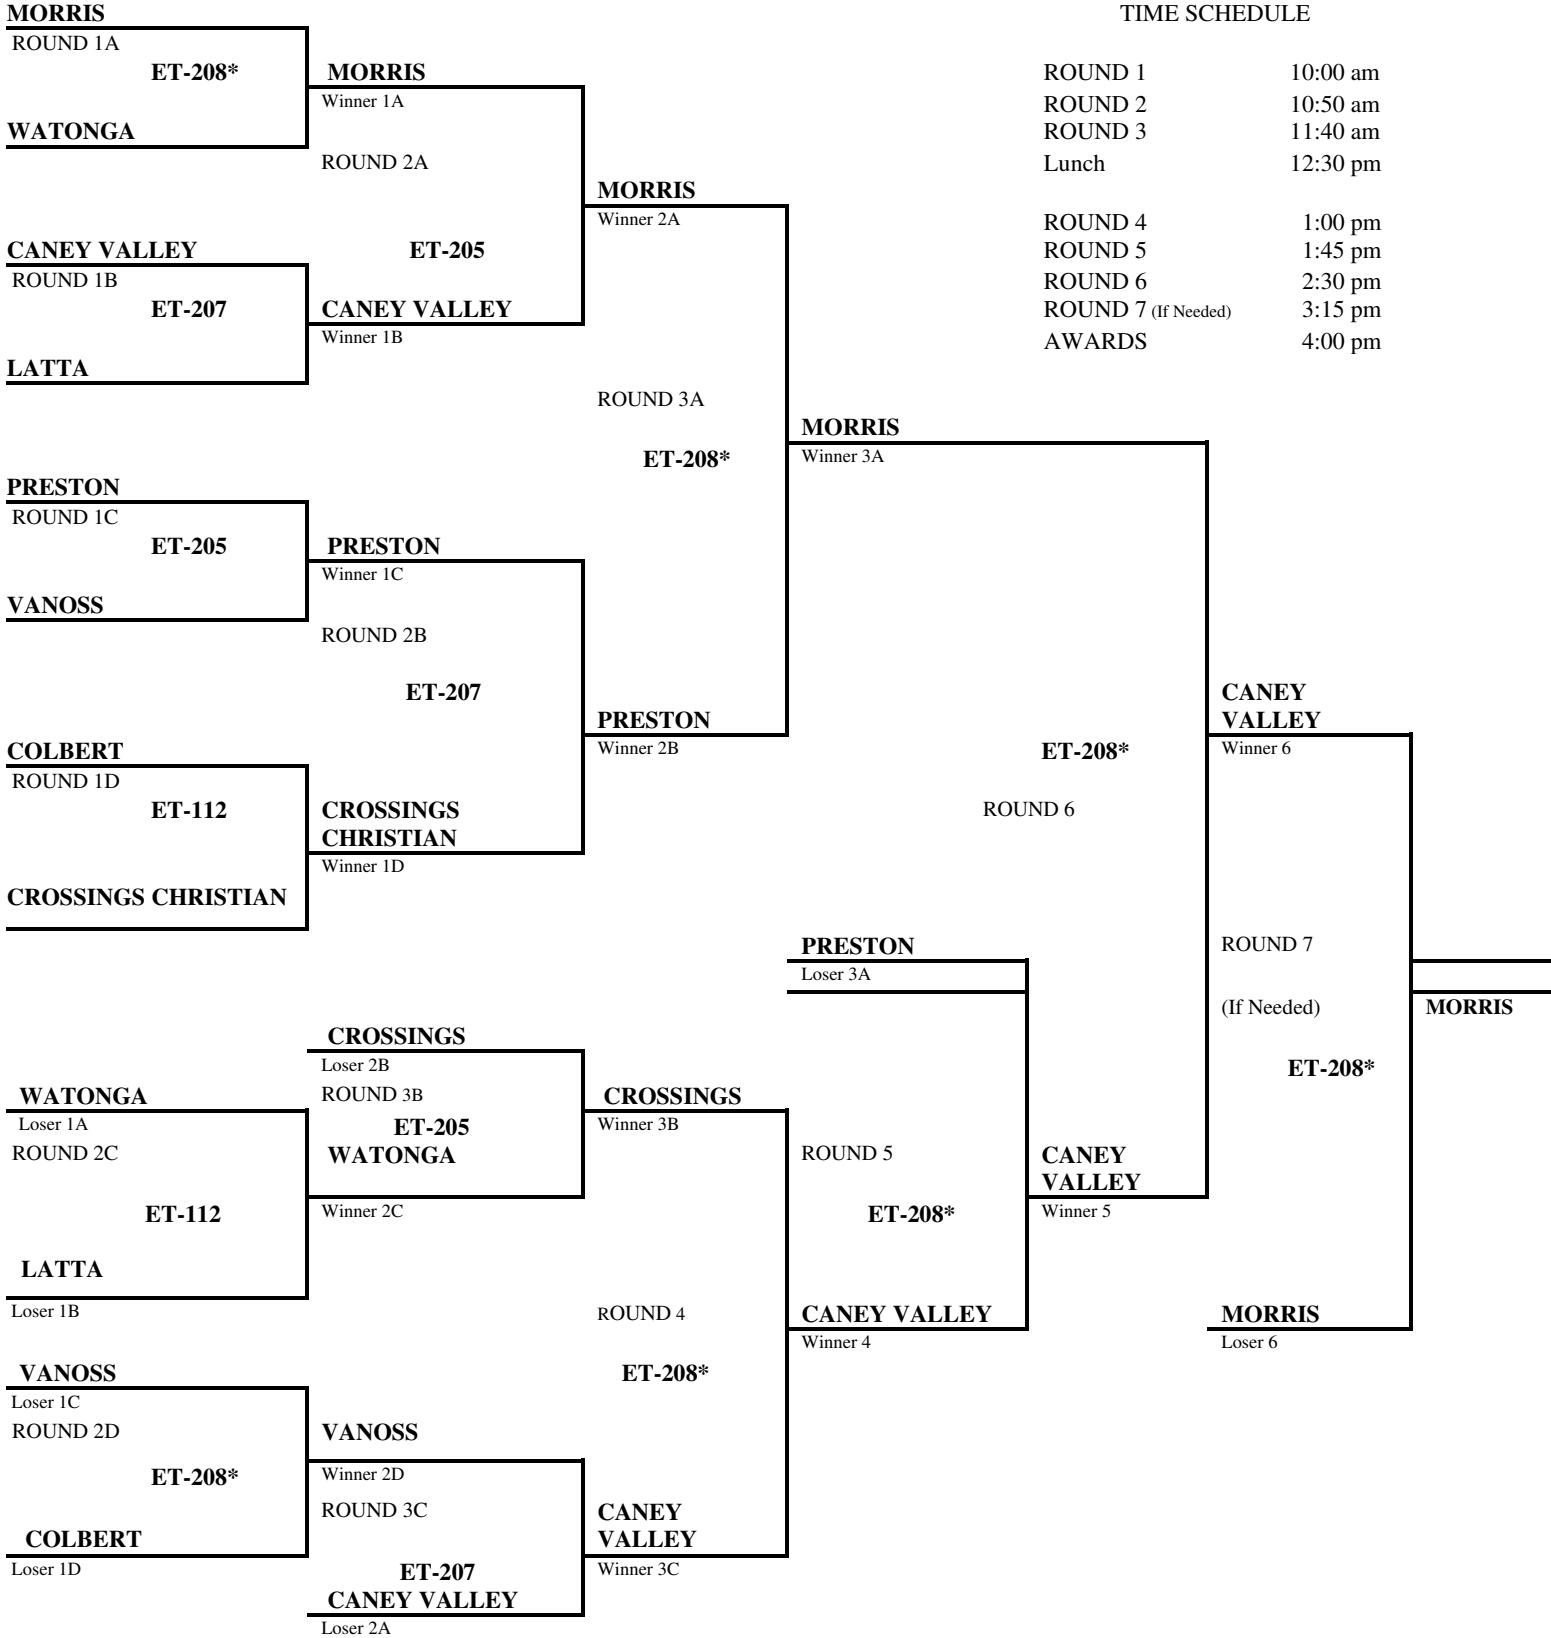 MORRIS
TIME SCHEDULE
ROUND 1A
ET-208*
MORRIS
ROUND 1 10:00 am
Winner 1A
ROUND 2 10:50 am
WATONGA
ROUND 3 11:40 am
ROUND 2A
Lunch 12:30 pm
MORRIS
Winner 2A
ROUND 4 1:00 pm
CANEY VALLEY
ET-205
ROUND 5 1:45 pm
ROUND 1B
ROUND 6 2:30 pm
ET-207
CANEY VALLEY
ROUND 7 (If Needed) 3:15 pm
Winner 1B
AWARDS 4:00 pm
LATTA
ROUND 3A
MORRIS
ET-208*
Winner 3A
PRESTON
ROUND 1C
ET-205
PRESTON
Winner 1C
VANOSS
ROUND 2B
ET-207
CANEY
VALLEY
PRESTON
Winner 2B
Winner 6
COLBERT
ET-208*
ROUND 1D
ET-112
CROSSINGS
CHRISTIAN
ROUND 6
Winner 1D
CROSSINGS CHRISTIAN
PRESTON
ROUND 7
Loser 3A
(If Needed)
MORRIS
CROSSINGS
Loser 2B
ET-208*
WATONGA
ROUND 3B
CROSSINGS
Loser 1A
ET-205
Winner 3B
ROUND 2C
WATONGA
ROUND 5
CANEY
VALLEY
ET-112
Winner 2C
ET-208*
Winner 5
LATTA
Loser 1B
ROUND 4
CANEY VALLEY
MORRIS
Winner 4
Loser 6
VANOSS
ET-208*
Loser 1C
ROUND 2D
VANOSS
ET-208*
Winner 2D
ROUND 3C
CANEY
VALLEY
COLBERT
Loser 1D
ET-207
Winner 3C
CANEY VALLEY
Loser 2A